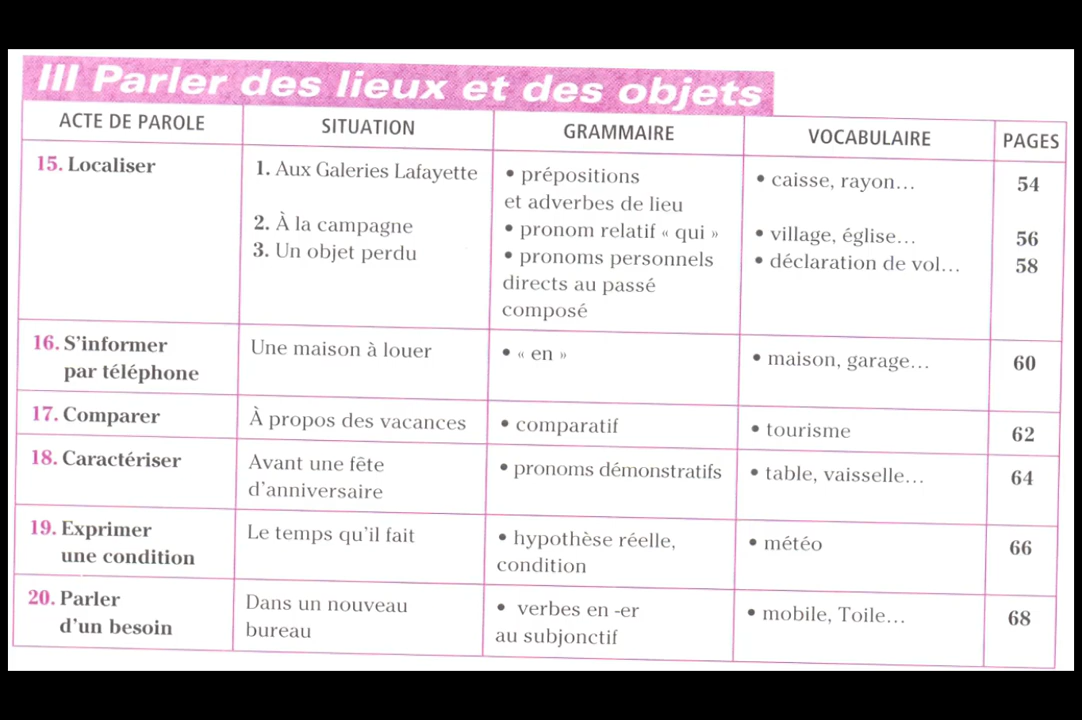 III Parler des lieux et des objets
ACTE DE PAROLE SITUATION GRAMMAIRE VOCABULAIRE PAGES
15. Localiser 1. Aux Galeries Lafayette • prépositions • caisse, rayon... 54
et adverbes de lieu
2. À la campagne • pronom relatif « qui » • village, église... 56
3. Un objet perdu • pronoms personnels • déclaration de vol... 58
directs au passé
composé
16. S'informer Une maison à louer • « en » • maison, garage... 60
par téléphone
17. Comparer À propos des vacances • comparatif • tourisme 62
18. Caractériser Avant une fête • pronoms démonstratifs • table, vaisselle... 64
d'anniversaire
19. Exprimer Le temps qu'il fait • hypothèse réelle, • météo 66
une condition condition
20. Parler Dans un nouveau • verbes en -er • mobile, Toile... 68
d'un besoin bureau au subjonctif